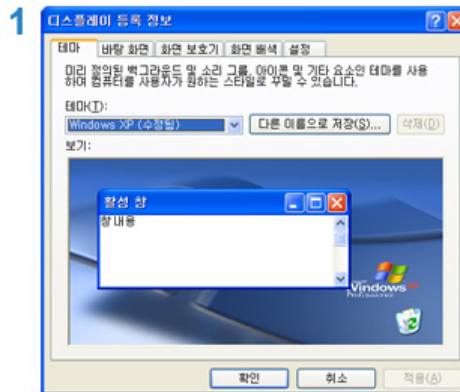 1
디스플레이 등록 정보
테마 바탕 화면 화면 보호기 화면 배색 설정
미리 정의된 백그라운드 및 소리 그룹, 아이콘 및 기타 요소인 테마를 사용
하여 컴퓨터를 사용자가 원하는 스타일로 꾸밀 수 있습니다.
테마(T):
Windows XP (수정됨) 다른 이름으로 저장(S)... 삭제(D)
보기:
활성 창
창 내용
Windows xp
Professional
확인 취소 적용(A)